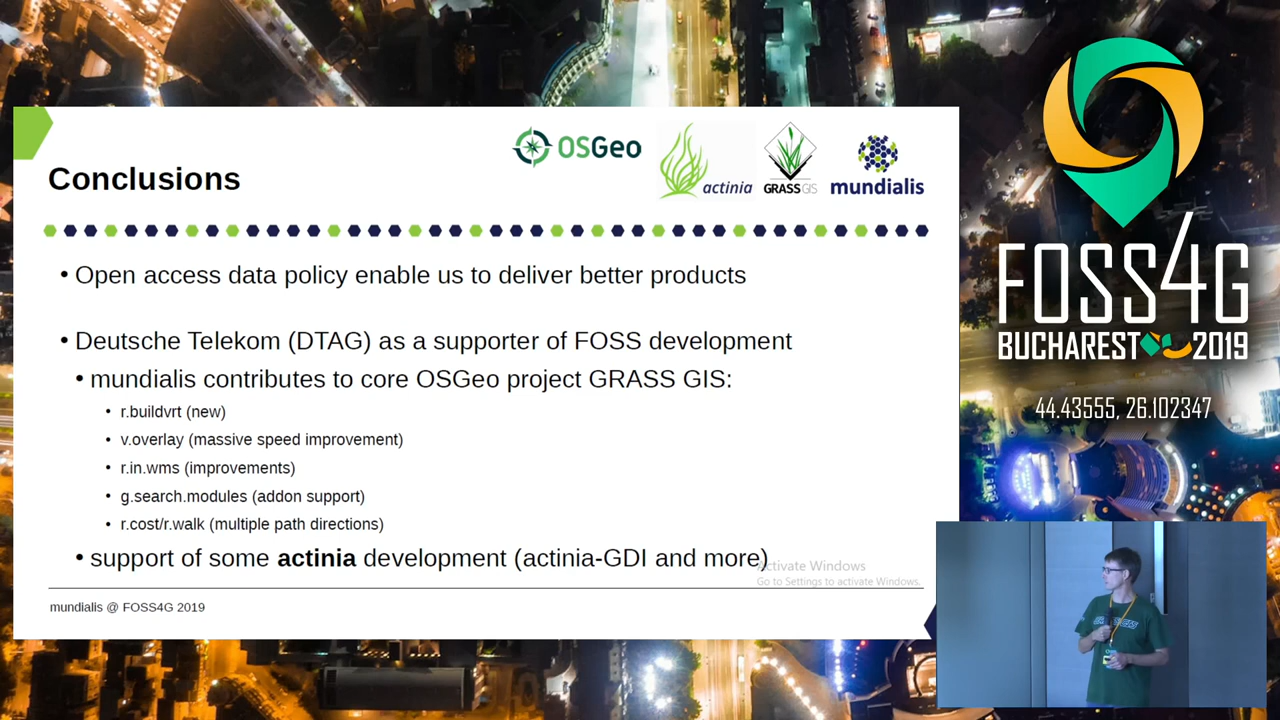 OSGeo
actinia
GRASS GIS
mundialis
Conclusions
• Open access data policy enable us to deliver better products
• Deutsche Telekom (DTAG) as a supporter of FOSS development
• mundialis contributes to core OSGeo project GRASS GIS:
• r.buildvrt (new)
• v.overlay (massive speed improvement)
• r.in.wms (improvements)
• g.search.modules (addon support)
• r.cost/r.walk (multiple path directions)
• support of some actinia development (actinia-GDI and more)
Activate Windows
Go to Settings to activate Windows.
mundialis @ FOSS4G 2019
FOSS4G
BUCHAREST 2019
44.43555, 26.102347